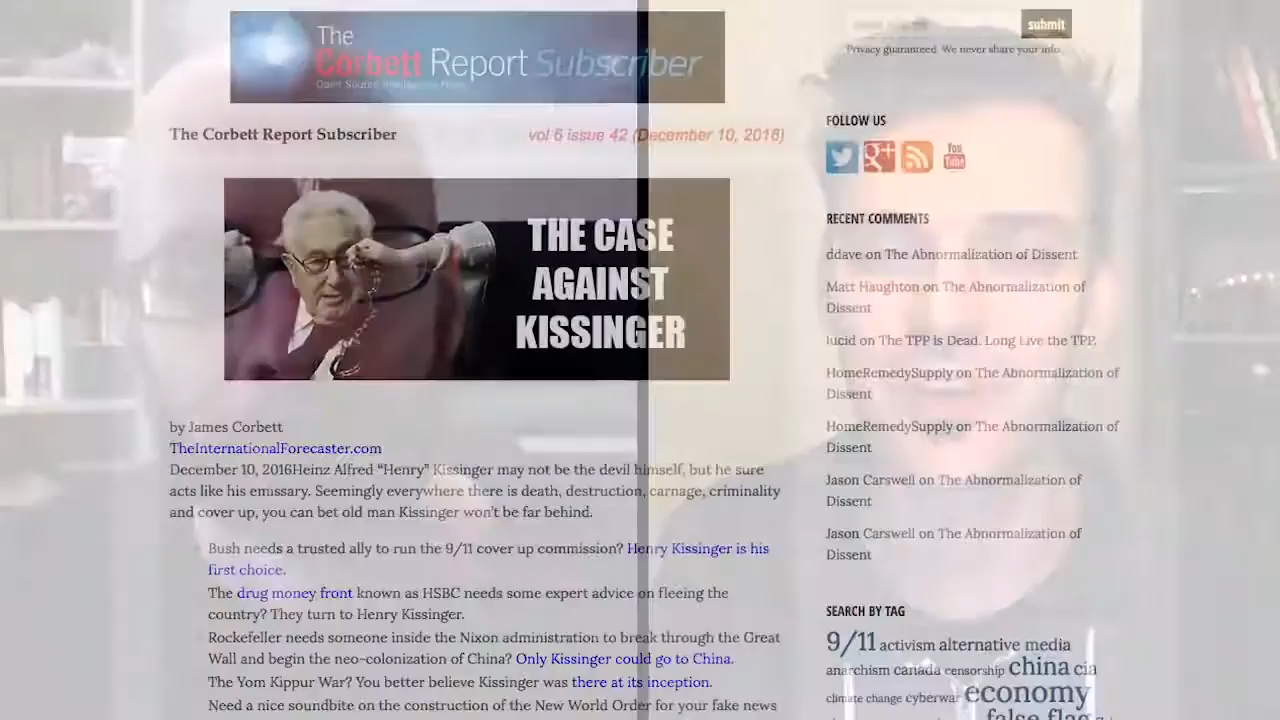 The
Corbett Report Subscriber
submit
Privacy guaranteed. We never share your info.
The Corbett Report Subscriber
vol 6 issue 42 (December 10, 2016)
THE CASE
AGAINST
KISSINGER
by James Corbett
TheInternationalForecaster.com
December 10, 2016Heinz Alfred “Henry” Kissinger may not be the devil himself, but he sure
acts like his emissary. Seemingly everywhere there is death, destruction, carnage, criminality
and cover up, you can bet old man Kissinger won’t be far behind.
Bush needs a trusted ally to run the 9/11 cover up commission? Henry Kissinger is his
first choice.
The drug money front known as HSBC needs some expert advice on fleeing the
country? They turn to Henry Kissinger.
Rockefeller needs someone inside the Nixon administration to break through the Great
Wall and begin the neo-colonization of China? Only Kissinger could go to China.
The Yom Kippur War? You better believe Kissinger was there at its inception.
Need a nice soundbite on the construction of the New World Order for your fake news
FOLLOW US
You
Tube
RECENT COMMENTS
ddave on The Abnormalization of Dissent
Matt Haughton on The Abnormalization of
Dissent
lucid on The TPP is Dead. Long Live the TPP.
HomeRemedySupply on The Abnormalization of
Dissent
HomeRemedySupply on The Abnormalization of
Dissent
Jason Carswell on The Abnormalization of
Dissent
Jason Carswell on The Abnormalization of
Dissent
SEARCH BY TAG
9/11 activism alternative media
anarchism canada censorship china cia
climate change cyberwar economy
false flag